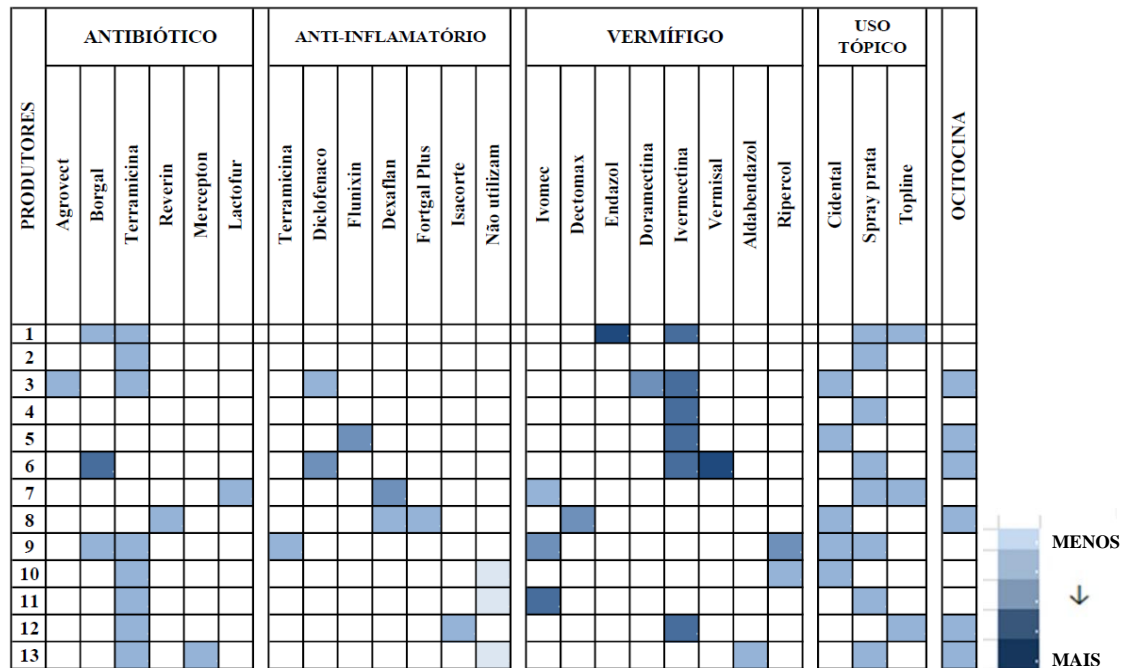 PRODUTORES
ANTIBIÓTICO
ANTI-INFLAMATÓRIO
VERMÍFIGO
USO
TÓPICO
OCITOCINA
Agrovect
Borgal
Terramicina
Reverin
Mercepton
Lactofur
Terramicina
Diclofenaco
Flunixin
Dexaflan
Fortgal Plus
Isacorte
Não utilizam
Ivomec
Dectomax
Endazol
Doramectina
Ivermectina
Vermisal
Aldabendazol
Ripercol
Cidental
Spray prata
Topline
1
2
3
4
5
6
7
8
9
10
11
12
13
MENOS
↓
MAIS